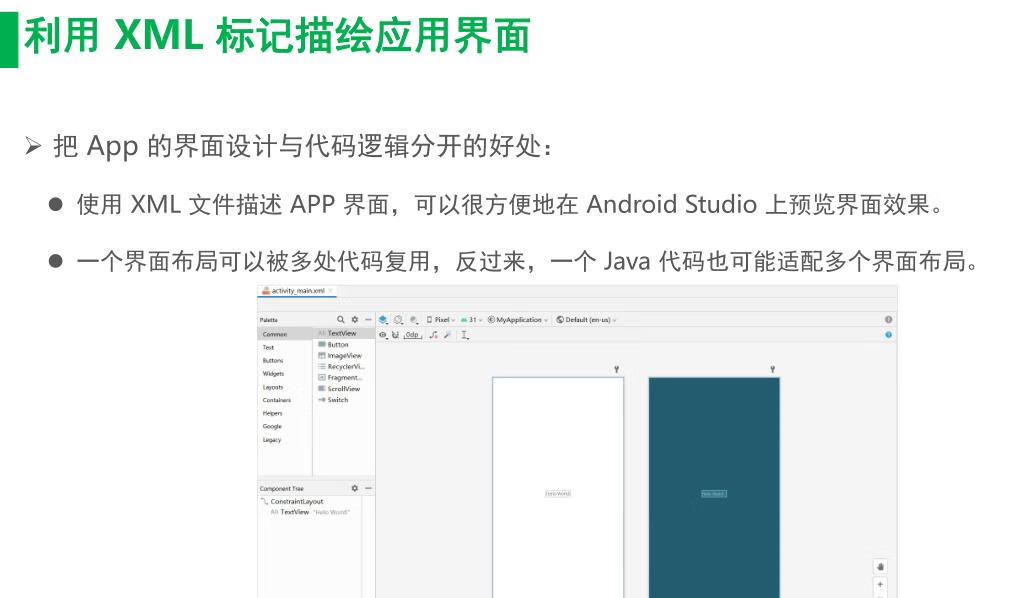 利用 XML 标记描绘应用界面
把 App 的界面设计与代码逻辑分开的好处：
使用 XML 文件描述 APP 界面，可以很方便地在 Android Studio 上预览界面效果。
一个界面布局可以被多处代码复用，反过来，一个 Java 代码也可能适配多个界面布局。
activity_main.xml
Palette
Pixel 31 MyApplication Default (en-us)
Common
Text
Buttons
Widgets
Layouts
Containers
Helpers
Google
Legacy
Ab TextView
Button
ImageView
RecyclerVi...
Fragment...
ScrollView
Switch
0dp
Hello World!
Hello World!
Component Tree
ConstraintLayout
Ab TextView "Hello World!"